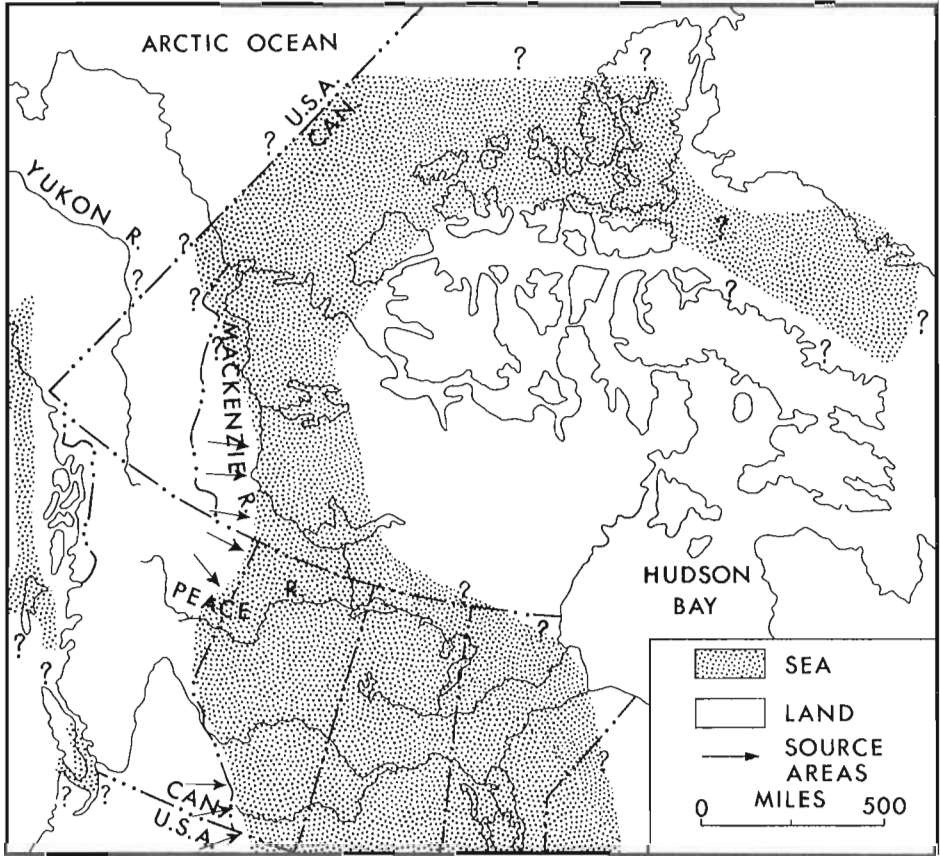 ARCTIC OCEAN
?
?
U.S.A.
CAN.
?
YUKON R.
?
?
?
?
?
?
?
?
MACKENZIE R.
PEACE R.
?
?
HUDSON
BAY
?
?
?
?
?
CAN.
U.S.A.
SEA
LAND
SOURCE
AREAS
MILES
0 500